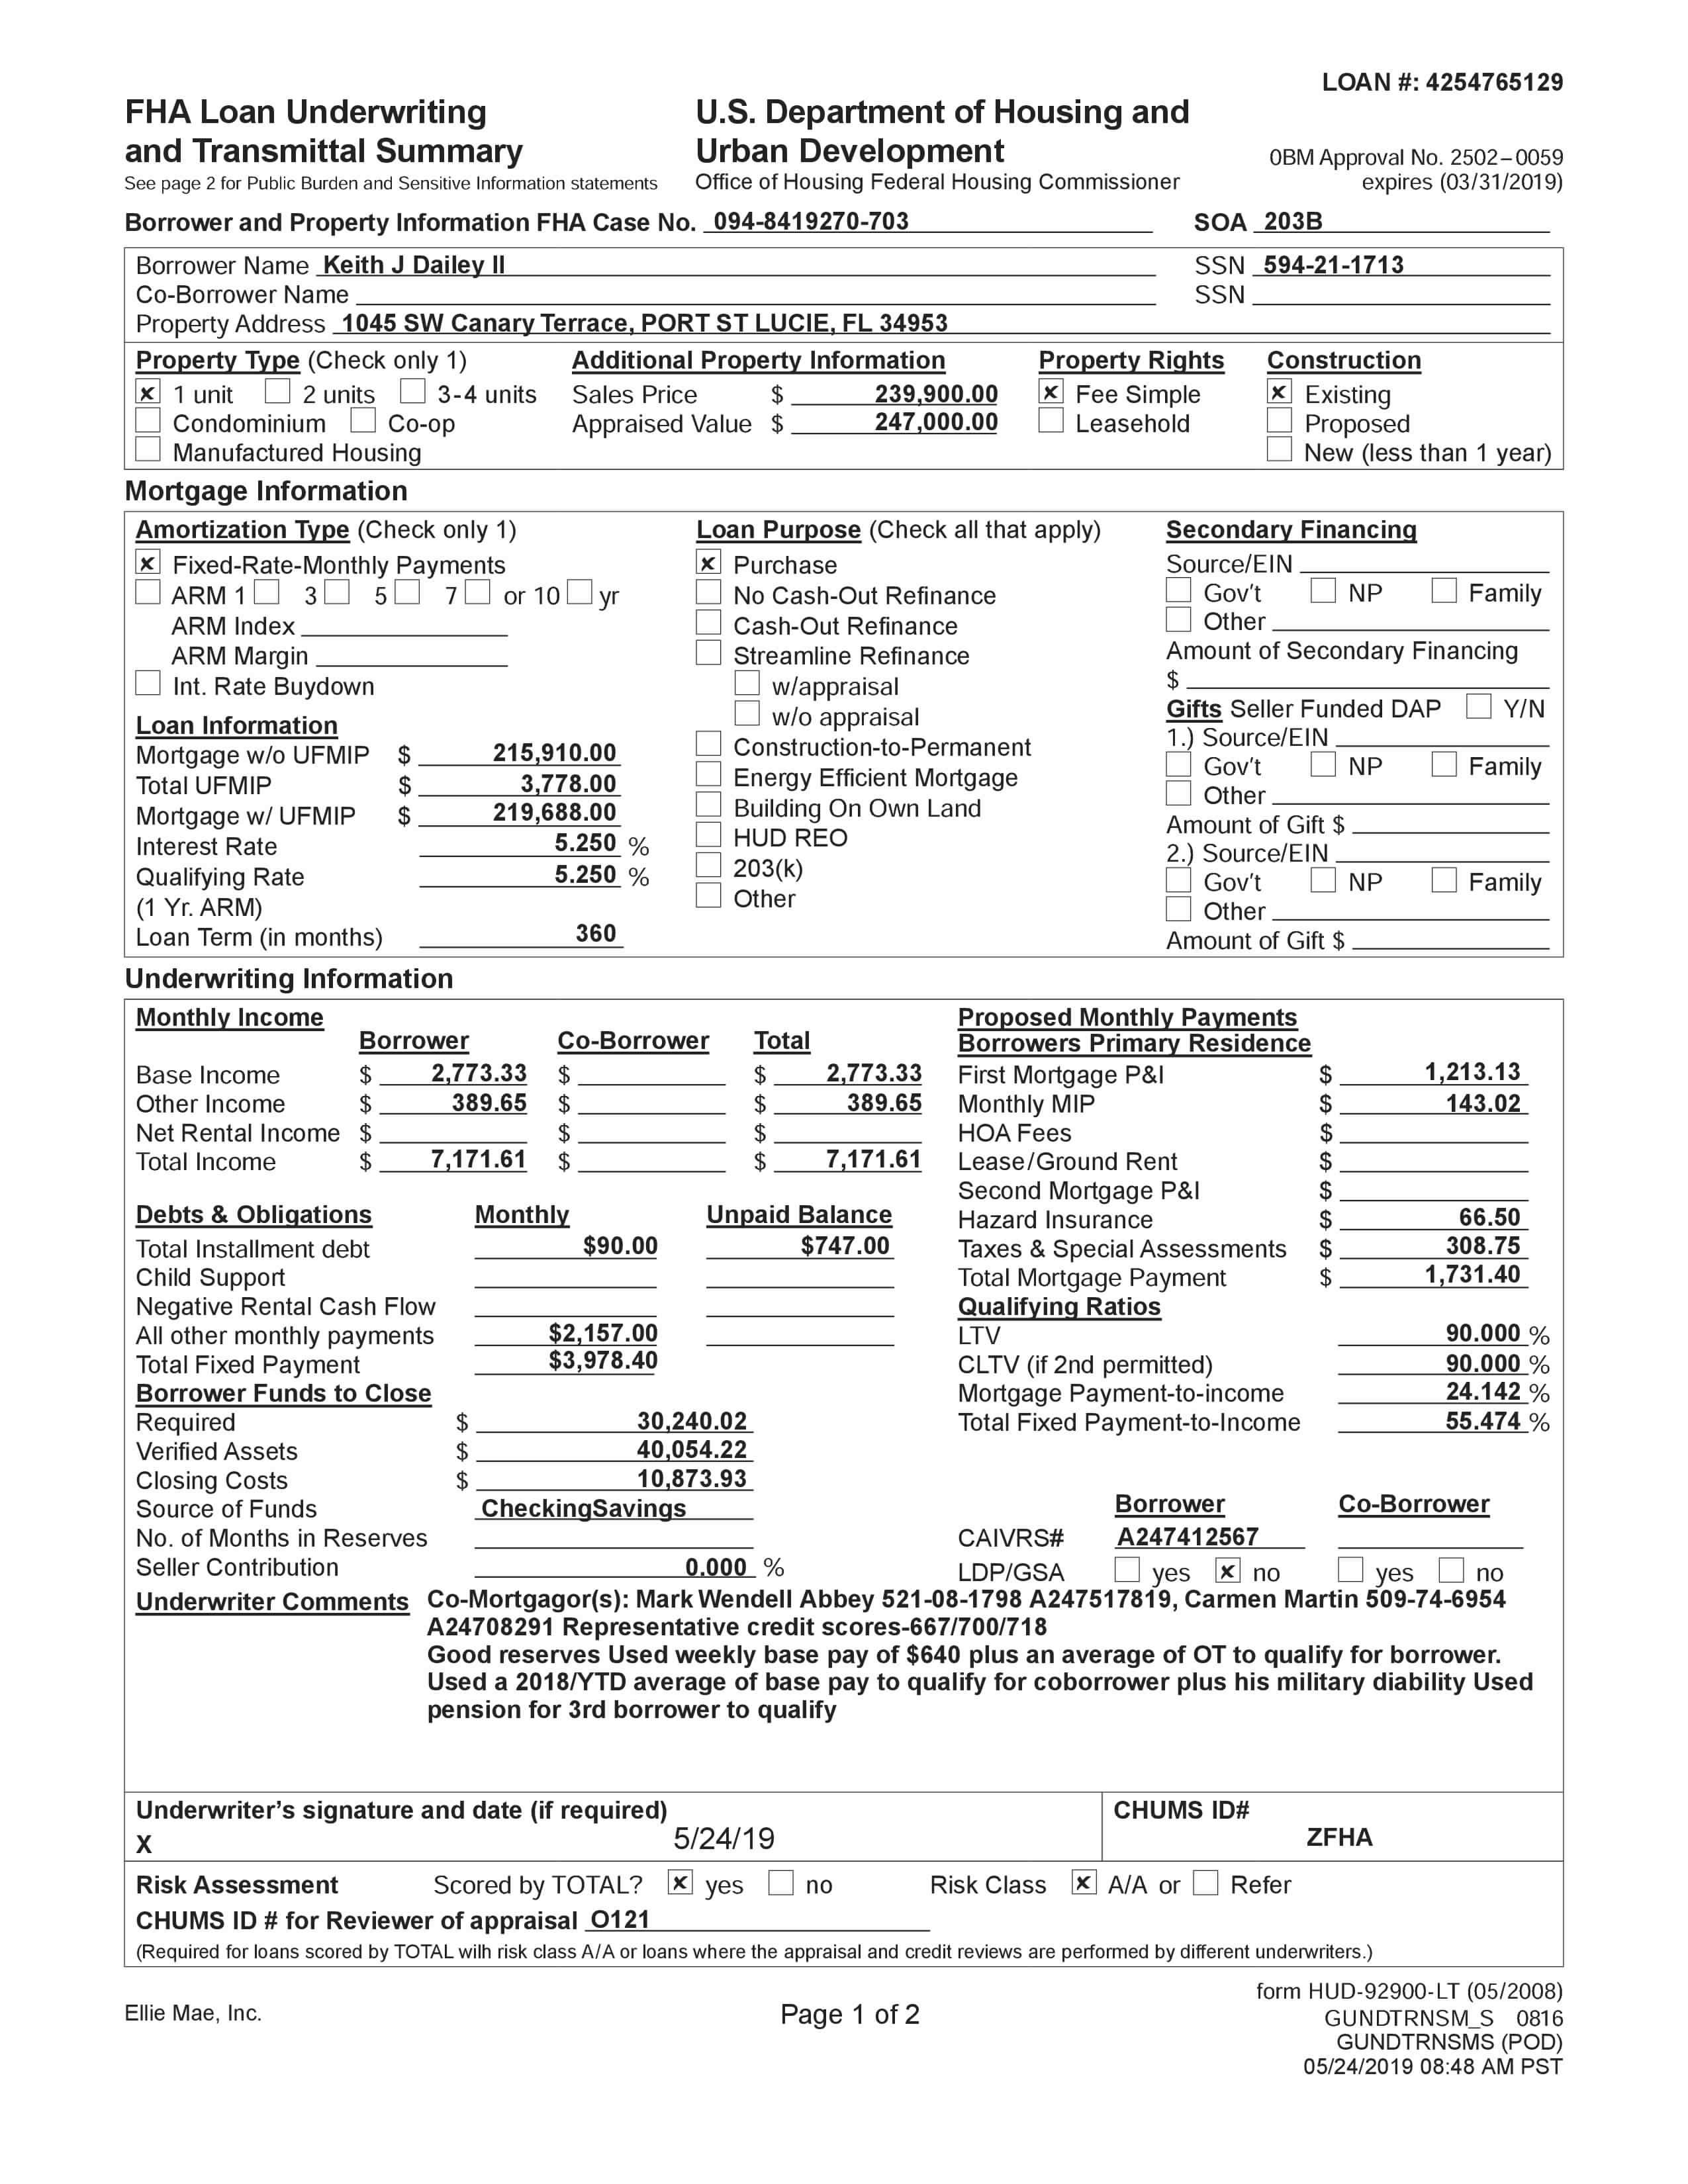 LOAN #: 4254765129
FHA Loan Underwriting
and Transmittal Summary
See page 2 for Public Burden and Sensitive Information statements
U.S. Department of Housing and
Urban Development
Office of Housing Federal Housing Commissioner
0BM Approval No. 2502–0059
expires (03/31/2019)
Borrower and Property Information FHA Case No. 094-8419270-703 SOA 203B
Borrower Name Keith J Dailey II SSN 594-21-1713
Co-Borrower Name SSN
Property Address 1045 SW Canary Terrace, PORT ST LUCIE, FL 34953
Property Type (Check only 1)
1 unit 2 units 3-4 units
Condominium Co-op
Manufactured Housing
Additional Property Information
Sales Price $ 239,900.00
Appraised Value $ 247,000.00
Property Rights
Fee Simple
Leasehold
Construction
Existing
Proposed
New (less than 1 year)
Mortgage Information
Amortization Type (Check only 1)
Fixed-Rate-Monthly Payments
ARM 1 3 5 7 or 10 yr
ARM Index
ARM Margin
Int. Rate Buydown
Loan Information
Mortgage w/o UFMIP $ 215,910.00
Total UFMIP $ 3,778.00
Mortgage w/ UFMIP $ 219,688.00
Interest Rate 5.250 %
Qualifying Rate 5.250 %
(1 Yr. ARM)
Loan Term (in months) 360
Loan Purpose (Check all that apply)
Purchase
No Cash-Out Refinance
Cash-Out Refinance
Streamline Refinance
w/appraisal
w/o appraisal
Construction-to-Permanent
Energy Efficient Mortgage
Building On Own Land
HUD REO
203(k)
Other
Secondary Financing
Source/EIN
Gov't NP Family
Other
Amount of Secondary Financing
$
Gifts Seller Funded DAP Y/N
1.) Source/EIN
Gov't NP Family
Other
Amount of Gift $
2.) Source/EIN
Gov't NP Family
Other
Amount of Gift $
Underwriting Information
Monthly Income
Borrower Co-Borrower Total
Base Income $ 2,773.33 $ $ 2,773.33
Other Income $ 389.65 $ $ 389.65
Net Rental Income $ $ $
Total Income $ 7,171.61 $ $ 7,171.61
Debts & Obligations Monthly Unpaid Balance
Total Installment debt $90.00 $747.00
Child Support
Negative Rental Cash Flow
All other monthly payments $2,157.00
Total Fixed Payment $3,978.40
Borrower Funds to Close
Required $ 30,240.02
Verified Assets $ 40,054.22
Closing Costs $ 10,873.93
Source of Funds CheckingSavings
No. of Months in Reserves
Seller Contribution 0.000 %
Proposed Monthly Payments
Borrowers Primary Residence
First Mortgage P&I $ 1,213.13
Monthly MIP $ 143.02
HOA Fees $
Lease/Ground Rent $
Second Mortgage P&I $
Hazard Insurance $ 66.50
Taxes & Special Assessments $ 308.75
Total Mortgage Payment $ 1,731.40
Qualifying Ratios
LTV 90.000 %
CLTV (if 2nd permitted) 90.000 %
Mortgage Payment-to-income 24.142 %
Total Fixed Payment-to-Income 55.474 %
Borrower Co-Borrower
CAIVRS# A247412567
LDP/GSA yes no yes no
Underwriter Comments Co-Mortgagor(s): Mark Wendell Abbey 521-08-1798 A247517819, Carmen Martin 509-74-6954
A24708291 Representative credit scores-667/700/718
Good reserves Used weekly base pay of $640 plus an average of OT to qualify for borrower.
Used a 2018/YTD average of base pay to qualify for coborrower plus his military diability Used
pension for 3rd borrower to qualify
Underwriter's signature and date (if required)
X 5/24/19
CHUMS ID#
ZFHA
Risk Assessment Scored by TOTAL? yes no Risk Class A/A or Refer
CHUMS ID # for Reviewer of appraisal O121
(Required for loans scored by TOTAL wilh risk class A/A or loans where the appraisal and credit reviews are performed by different underwriters.)
Ellie Mae, Inc.
Page 1 of 2
form HUD-92900-LT (05/2008)
GUNDTRNSM_S 0816
GUNDTRNSMS (POD)
05/24/2019 08:48 AM PST